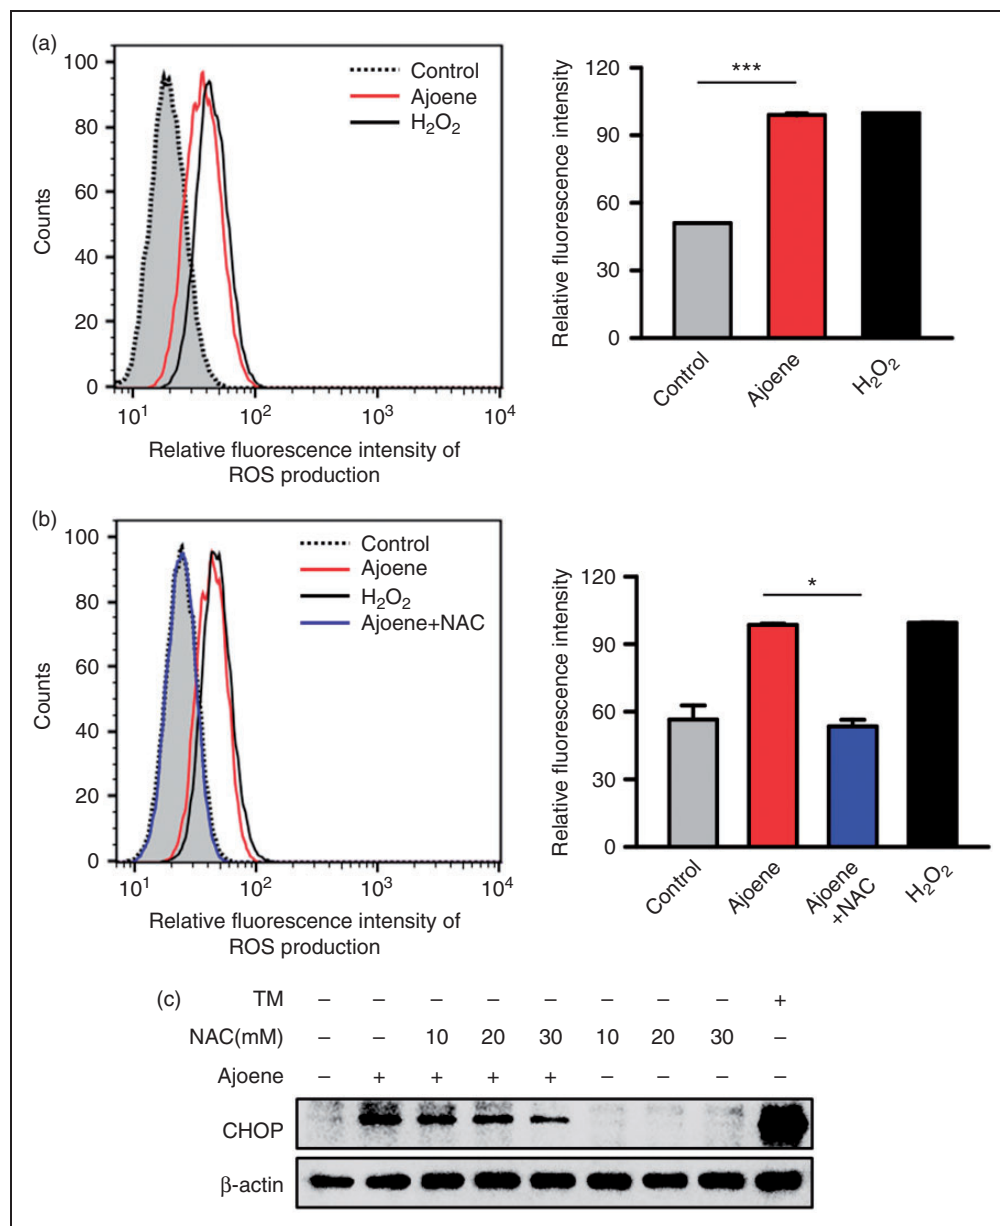 (a)
100
80
60
40
20
0
Counts
10¹ 10² 10³ 10⁴
Relative fluorescence intensity of
ROS production
Control
Ajoene
H₂O₂
120
90
60
30
0
Relative fluorescence intensity
***
Control
Ajoene
H₂O₂
(b)
100
80
60
40
20
0
Counts
10¹ 10² 10³ 10⁴
Relative fluorescence intensity of
ROS production
Control
Ajoene
H₂O₂
Ajoene+NAC
120
90
60
30
0
Relative fluorescence intensity
*
Control
Ajoene
Ajoene
+NAC
H₂O₂
(c) TM – – – – – – – – +
NAC(mM) – – 10 20 30 10 20 30 –
Ajoene – + + + + – – – –
CHOP
β-actin